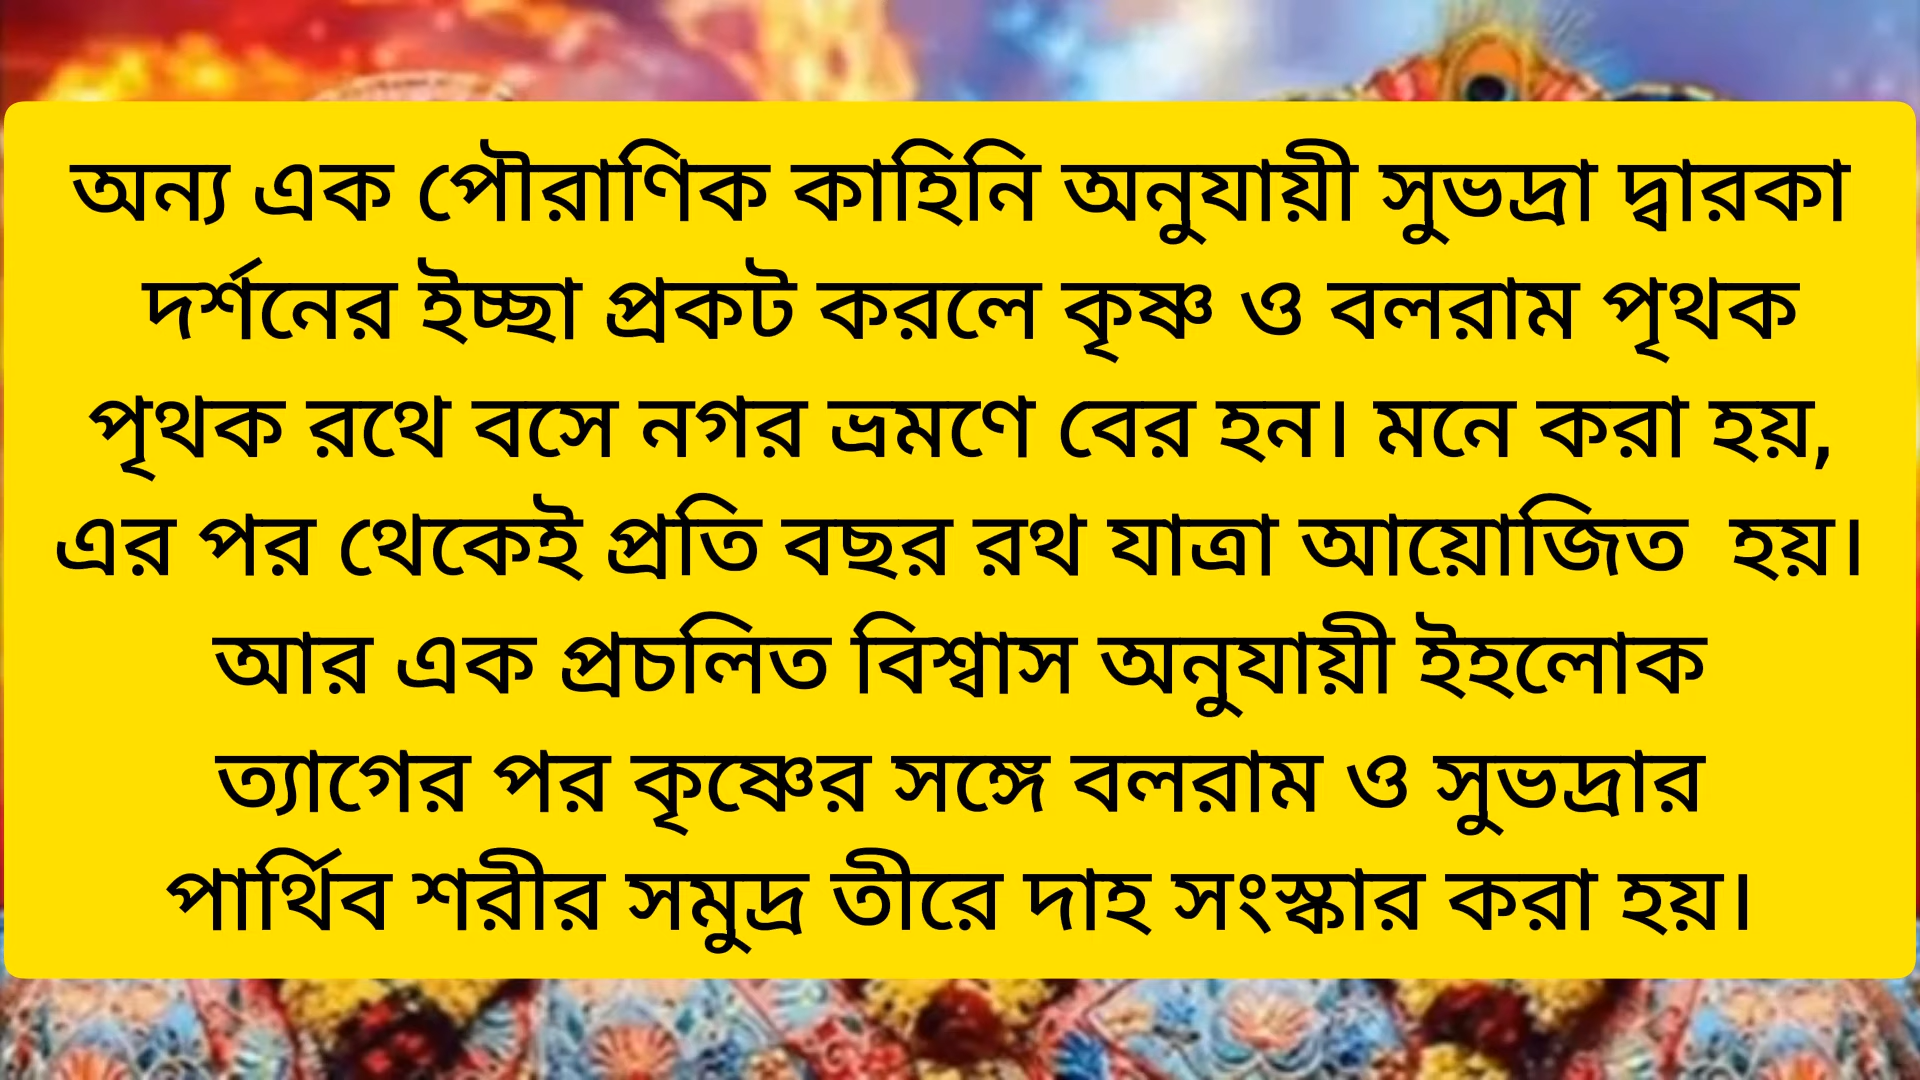 অন্য এক পৌরাণিক কাহিনি অনুযায়ী সুভদ্রা দ্বারকা
দর্শনের ইচ্ছা প্রকট করলে কৃষ্ণ ও বলরাম পৃথক
পৃথক রথে বসে নগর ভ্রমণে বের হন। মনে করা হয়,
এর পর থেকেই প্রতি বছর রথ যাত্রা আয়োজিত হয়।
আর এক প্রচলিত বিশ্বাস অনুযায়ী ইহলোক
ত্যাগের পর কৃষ্ণের সঙ্গে বলরাম ও সুভদ্রার
পার্থিব শরীর সমুদ্র তীরে দাহ সংস্কার করা হয়।